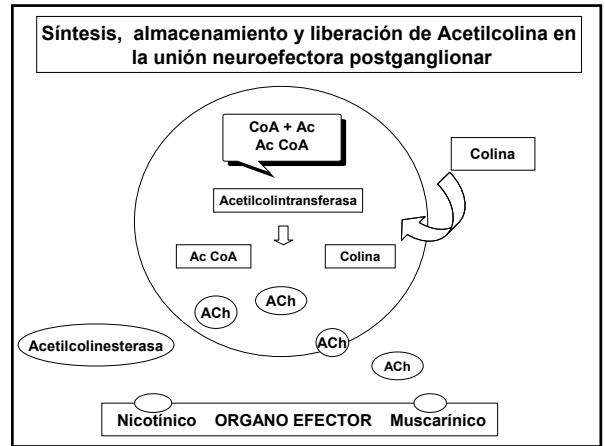 Síntesis, almacenamiento y liberación de Acetilcolina en
la unión neuroefectora postganglionar
CoA + Ac
Ac CoA
Colina
Acetilcolintransferasa
Ac CoA
Colina
ACh
ACh
ACh
ACh
Acetilcolinesterasa
Nicotínico ORGANO EFECTOR Muscarínico